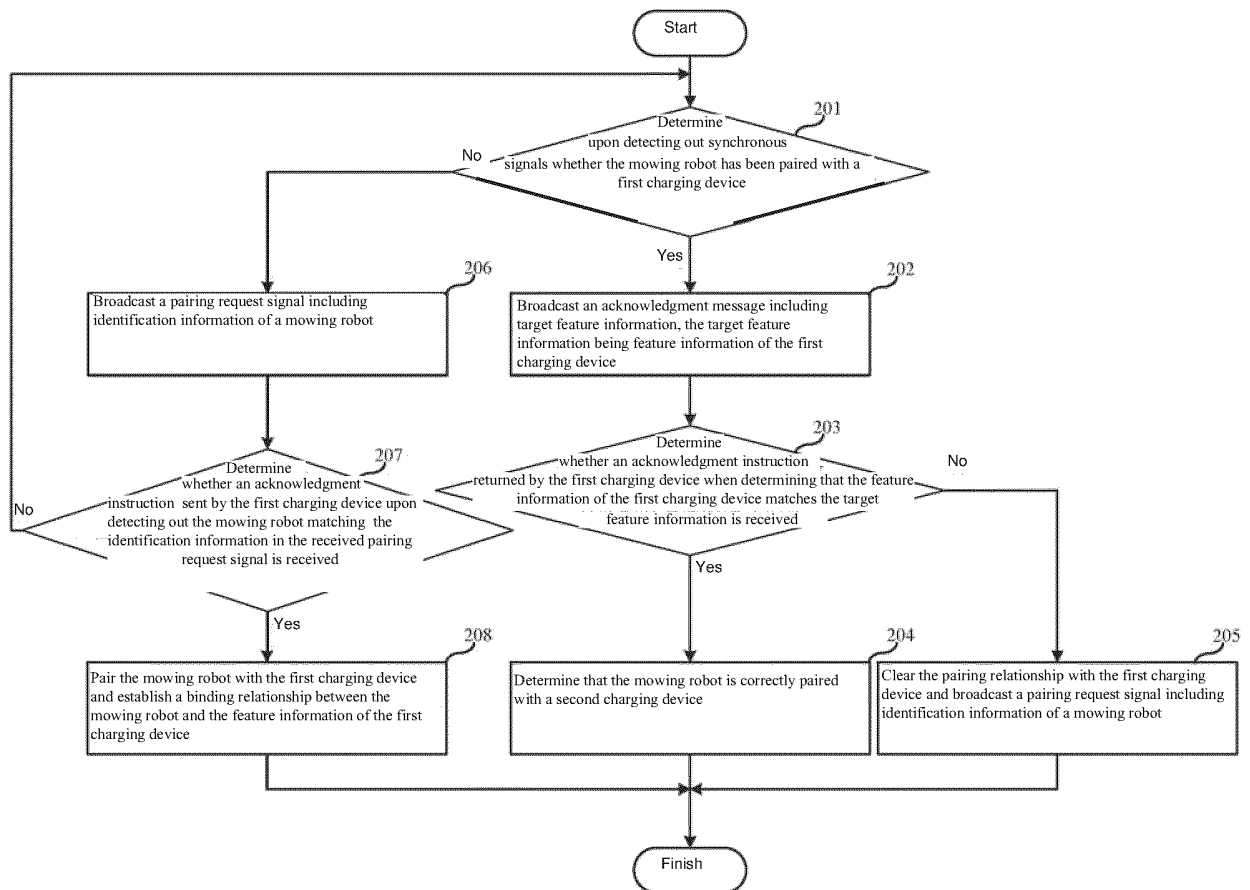 Start
201
Determine
upon detecting out synchronous
signals whether the mowing robot has been paired with a
first charging device
No
Yes
206
Broadcast a pairing request signal including
identification information of a mowing robot
202
Broadcast an acknowledgment message including
target feature information, the target feature
information being feature information of the first
charging device
207
Determine
whether an acknowledgment
instruction sent by the first charging device upon
detecting out the mowing robot matching the
identification information in the received pairing
request signal is received
No
Yes
203
Determine
whether an acknowledgment instruction
returned by the first charging device when determining that the feature
information of the first charging device matches the target
feature information is received
No
Yes
208
Pair the mowing robot with the first charging device
and establish a binding relationship between the
mowing robot and the feature information of the first
charging device
204
Determine that the mowing robot is correctly paired
with a second charging device
205
Clear the pairing relationship with the first charging
device and broadcast a pairing request signal including
identification information of a mowing robot
Finish